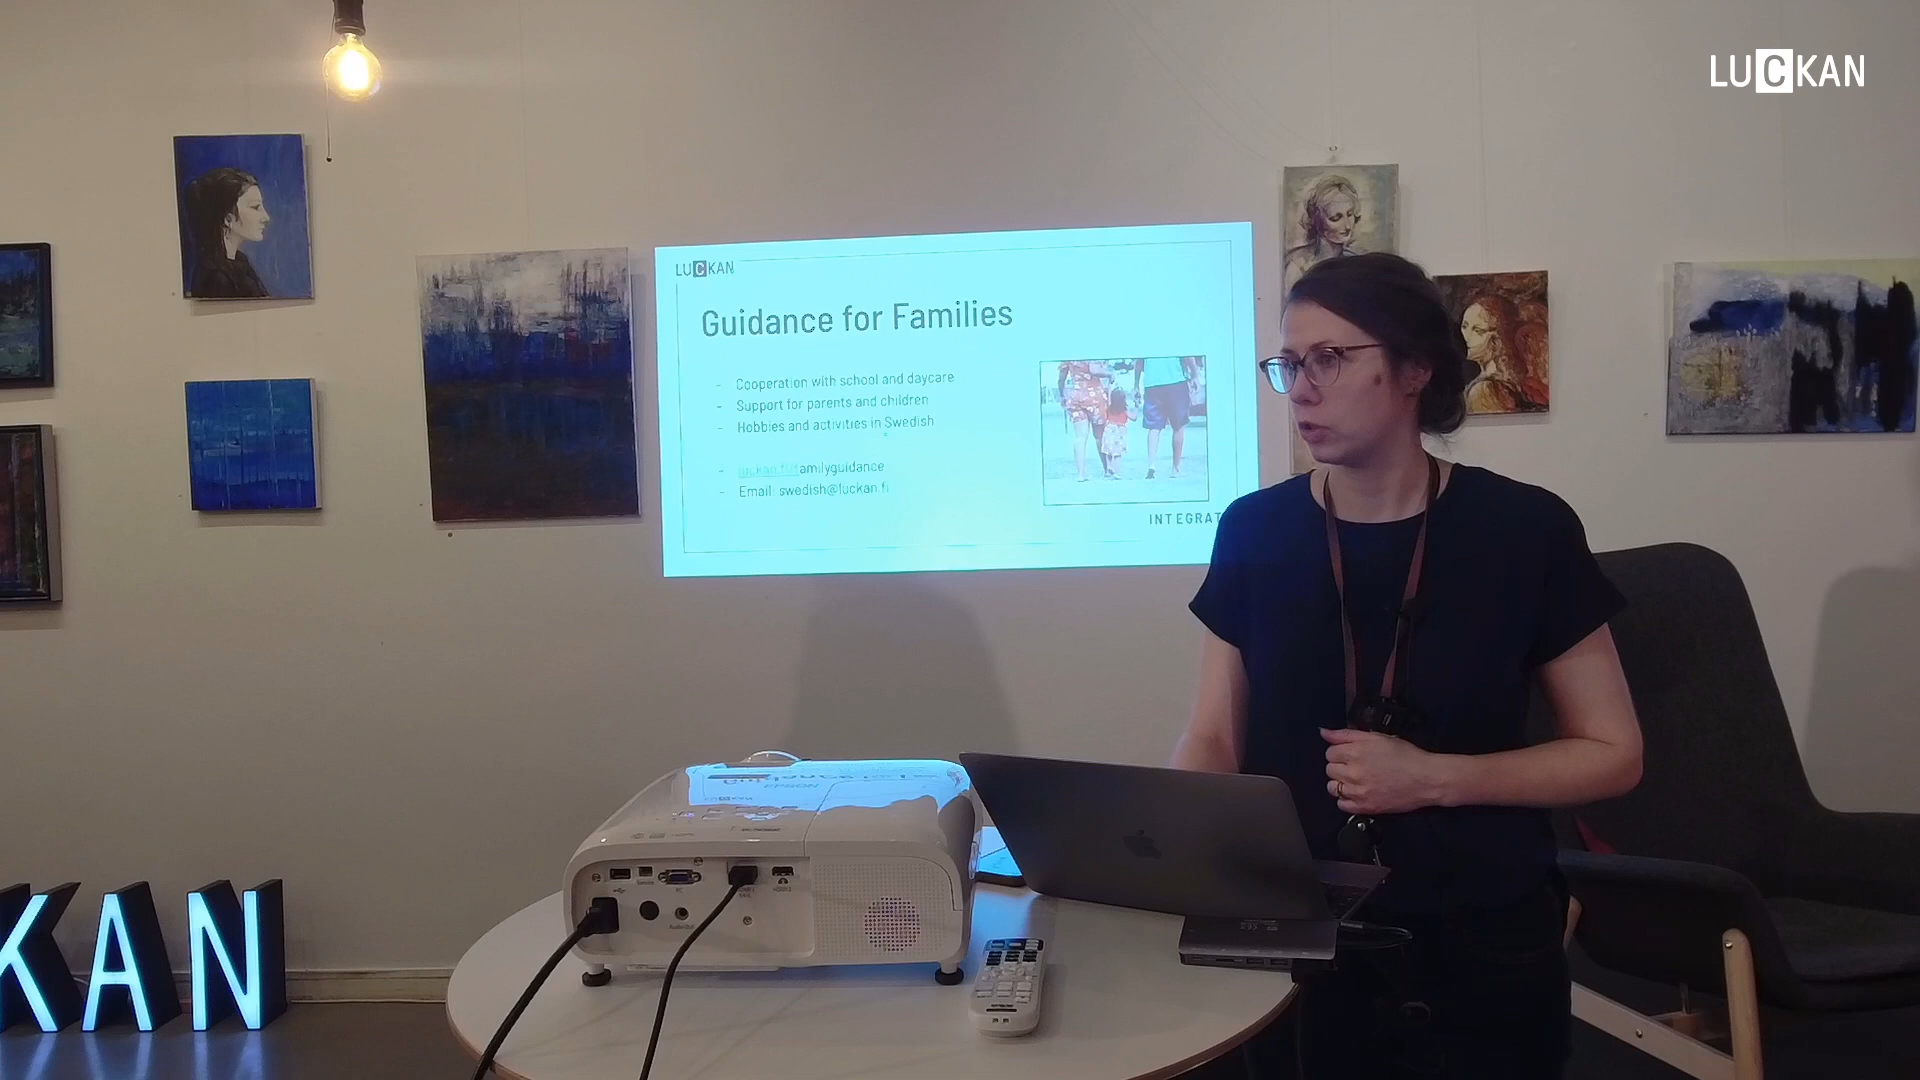 LUCKAN
LUCKAN
Guidance for Families
- Cooperation with school and daycare
- Support for parents and children
- Hobbies and activities in Swedish
- luckan.fi/familyguidance
- Email: swedish@luckan.fi
INTEGRAT
EPSON
KAN